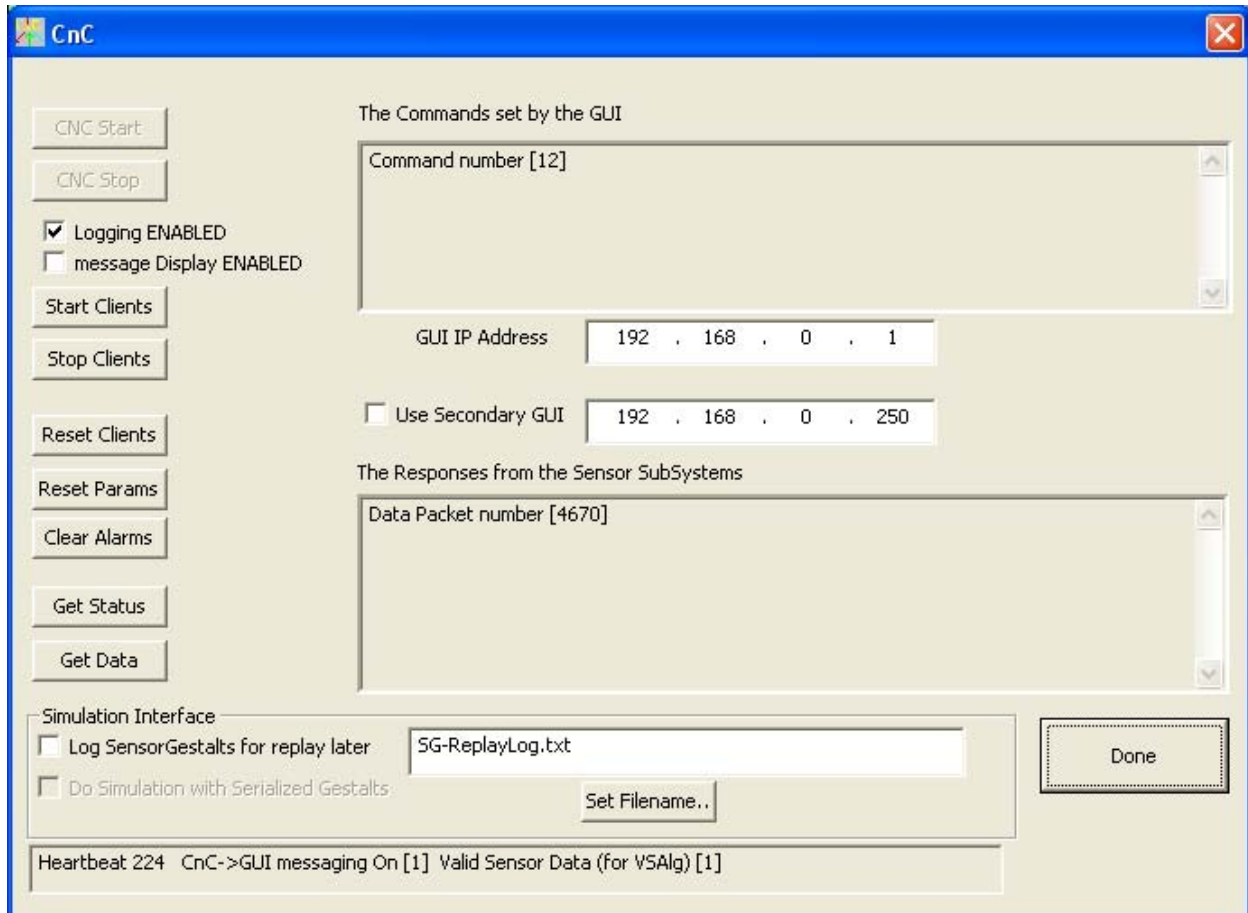 CnC
CNC Start
CNC Stop
Logging ENABLED
message Display ENABLED
Start Clients
Stop Clients
Reset Clients
Reset Params
Clear Alarms
Get Status
Get Data
The Commands set by the GUI
Command number [12]
GUI IP Address 192 . 168 . 0 . 1
Use Secondary GUI 192 . 168 . 0 . 250
The Responses from the Sensor SubSystems
Data Packet number [4670]
Simulation Interface
Log SensorGestalts for replay later SG-ReplayLog.txt
Do Simulation with Serialized Gestalts
Set Filename..
Done
Heartbeat 224 CnC->GUI messaging On [1] Valid Sensor Data (for VSAlg) [1]